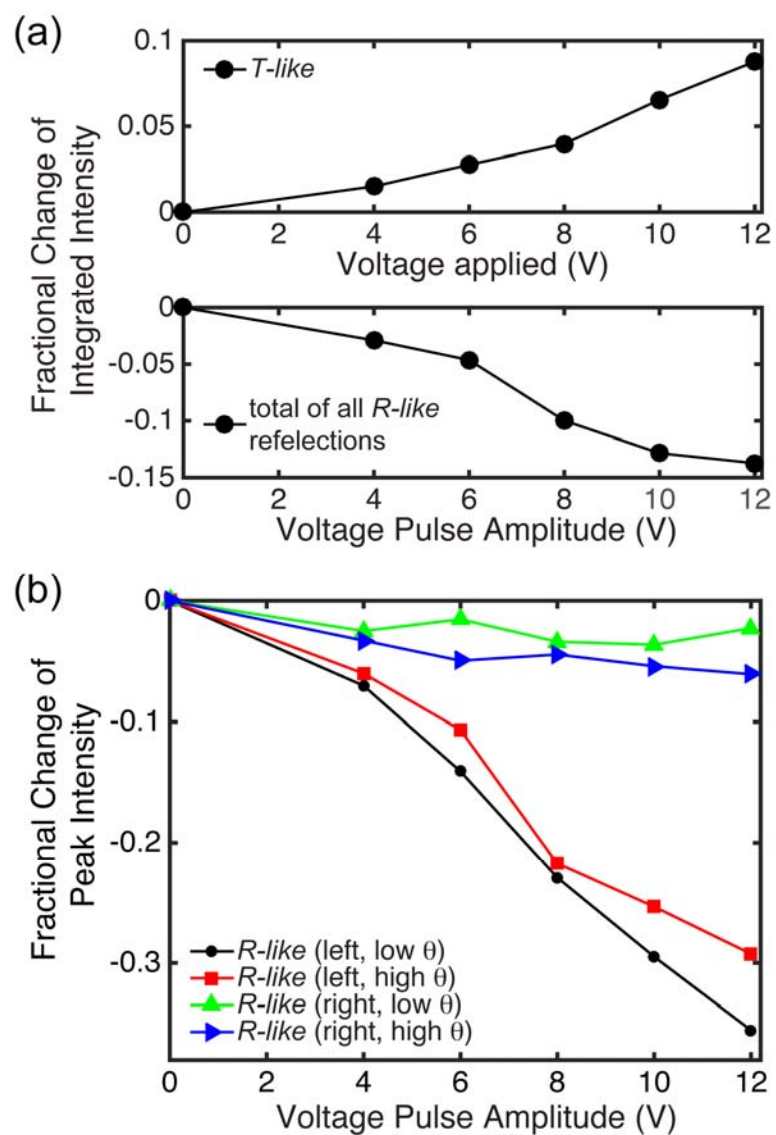 (a)
Fractional Change of
Integrated Intensity
0.1
0.05
0
T-like
0 2 4 6 8 10 12
Voltage applied (V)
0
-0.05
-0.1
-0.15
total of all R-like
refelections
0 2 4 6 8 10 12
Voltage Pulse Amplitude (V)
(b)
Fractional Change of
Peak Intensity
0
-0.1
-0.2
-0.3
R-like (left, low θ)
R-like (left, high θ)
R-like (right, low θ)
R-like (right, high θ)
0 2 4 6 8 10 12
Voltage Pulse Amplitude (V)